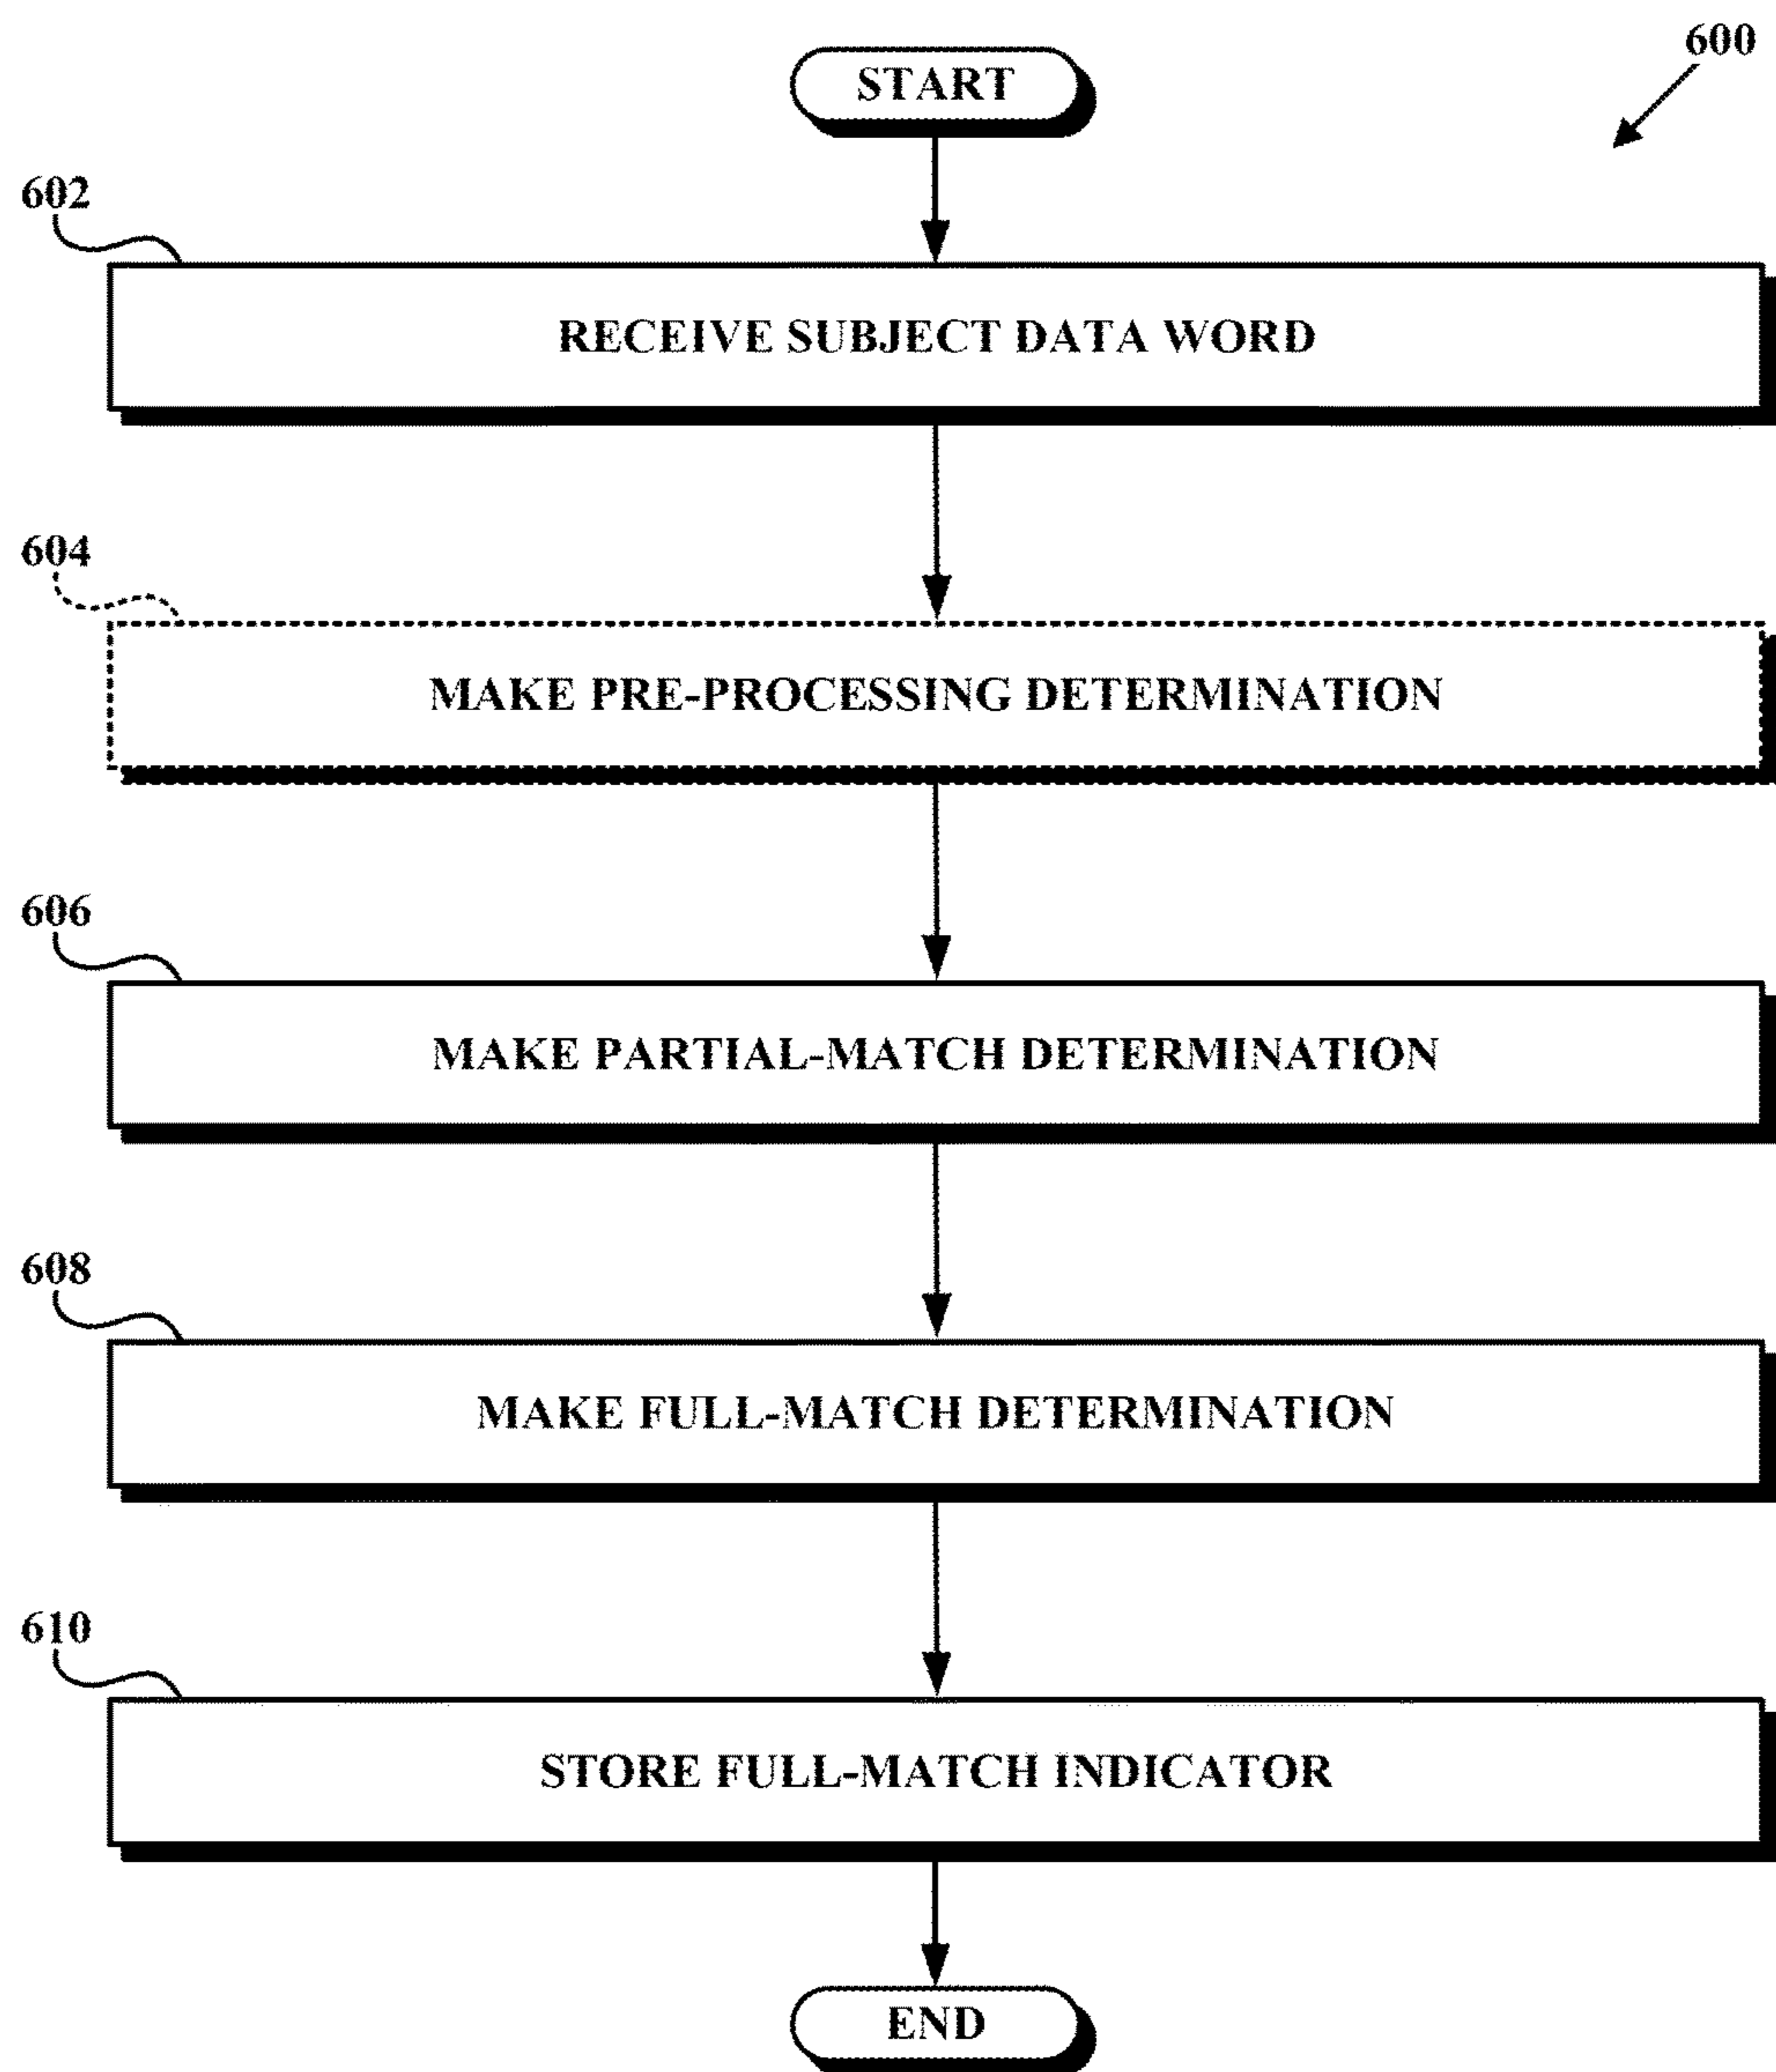 600
START
602
RECEIVE SUBJECT DATA WORD
604
MAKE PRE-PROCESSING DETERMINATION
606
MAKE PARTIAL-MATCH DETERMINATION
608
MAKE FULL-MATCH DETERMINATION
610
STORE FULL-MATCH INDICATOR
END